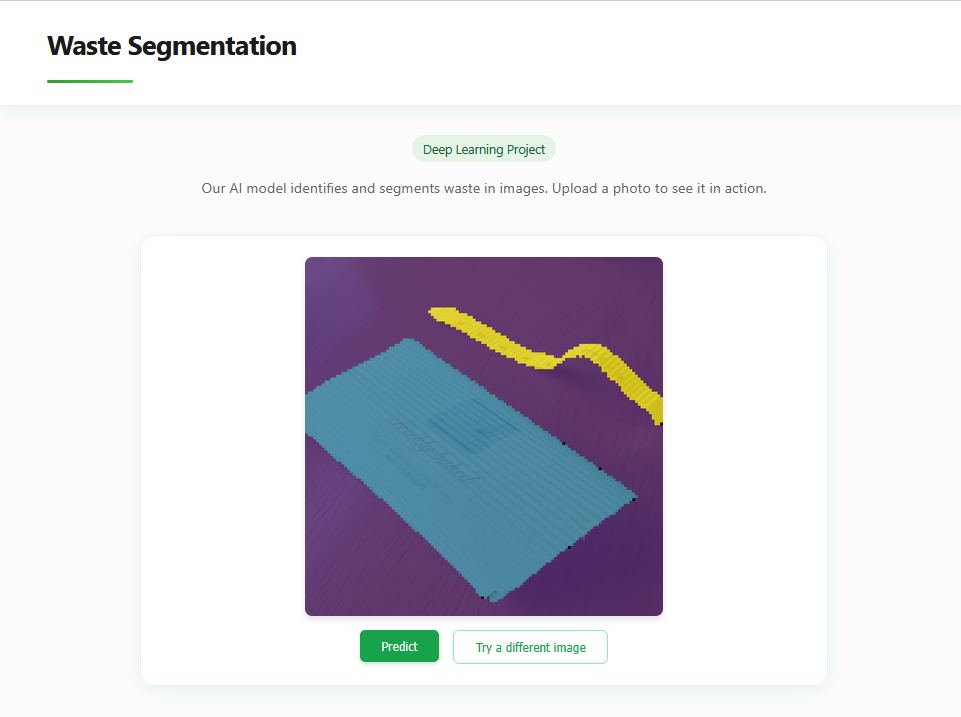 Waste Segmentation
Deep Learning Project
Our AI model identifies and segments waste in images. Upload a photo to see it in action.
Predict
Try a different image